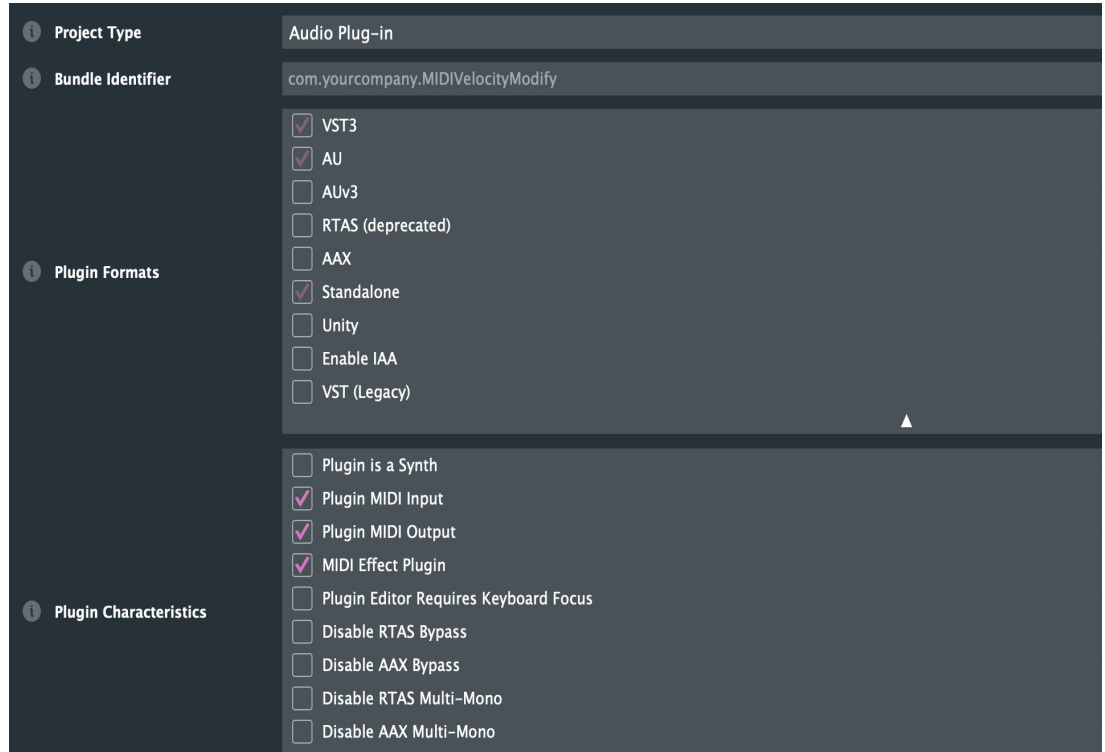 Project Type
Audio Plug-in
Bundle Identifier
com.yourcompany.MIDIVelocityModify
Plugin Formats
VST3
AU
AUv3
RTAS (deprecated)
AAX
Standalone
Unity
Enable IAA
VST (Legacy)
Plugin Characteristics
Plugin is a Synth
Plugin MIDI Input
Plugin MIDI Output
MIDI Effect Plugin
Plugin Editor Requires Keyboard Focus
Disable RTAS Bypass
Disable AAX Bypass
Disable RTAS Multi-Mono
Disable AAX Multi-Mono